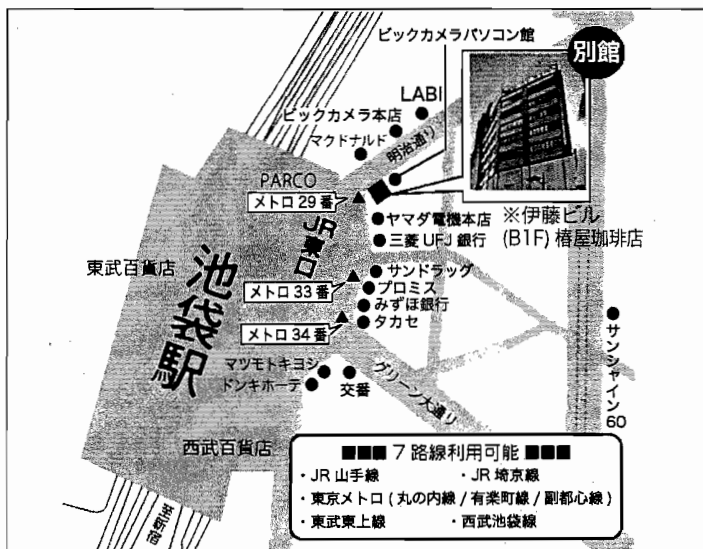 ビックカメラパソコン館
別館
LABI
ビックカメラ本店
マクドナルド
明治通り
PARCO
メトロ 29 番
JR東口
ヤマダ電機本店
※伊藤ビル
三菱 UFJ 銀行
(B1F) 椿屋珈琲店
東武百貨店
池袋駅
サンドラッグ
メトロ 33 番
プロミス
みずほ銀行
メトロ 34 番
タカセ
サンシャイン60
マツモトキヨシ
ドンキホーテ
交番
グリーン大通り
西武百貨店
■■■ 7 路線利用可能 ■■■
・JR 山手線 ・JR 埼京線
・東京メトロ ( 丸の内線 / 有楽町線 / 副都心線 )
・東武東上線 ・西武池袋線
至新宿